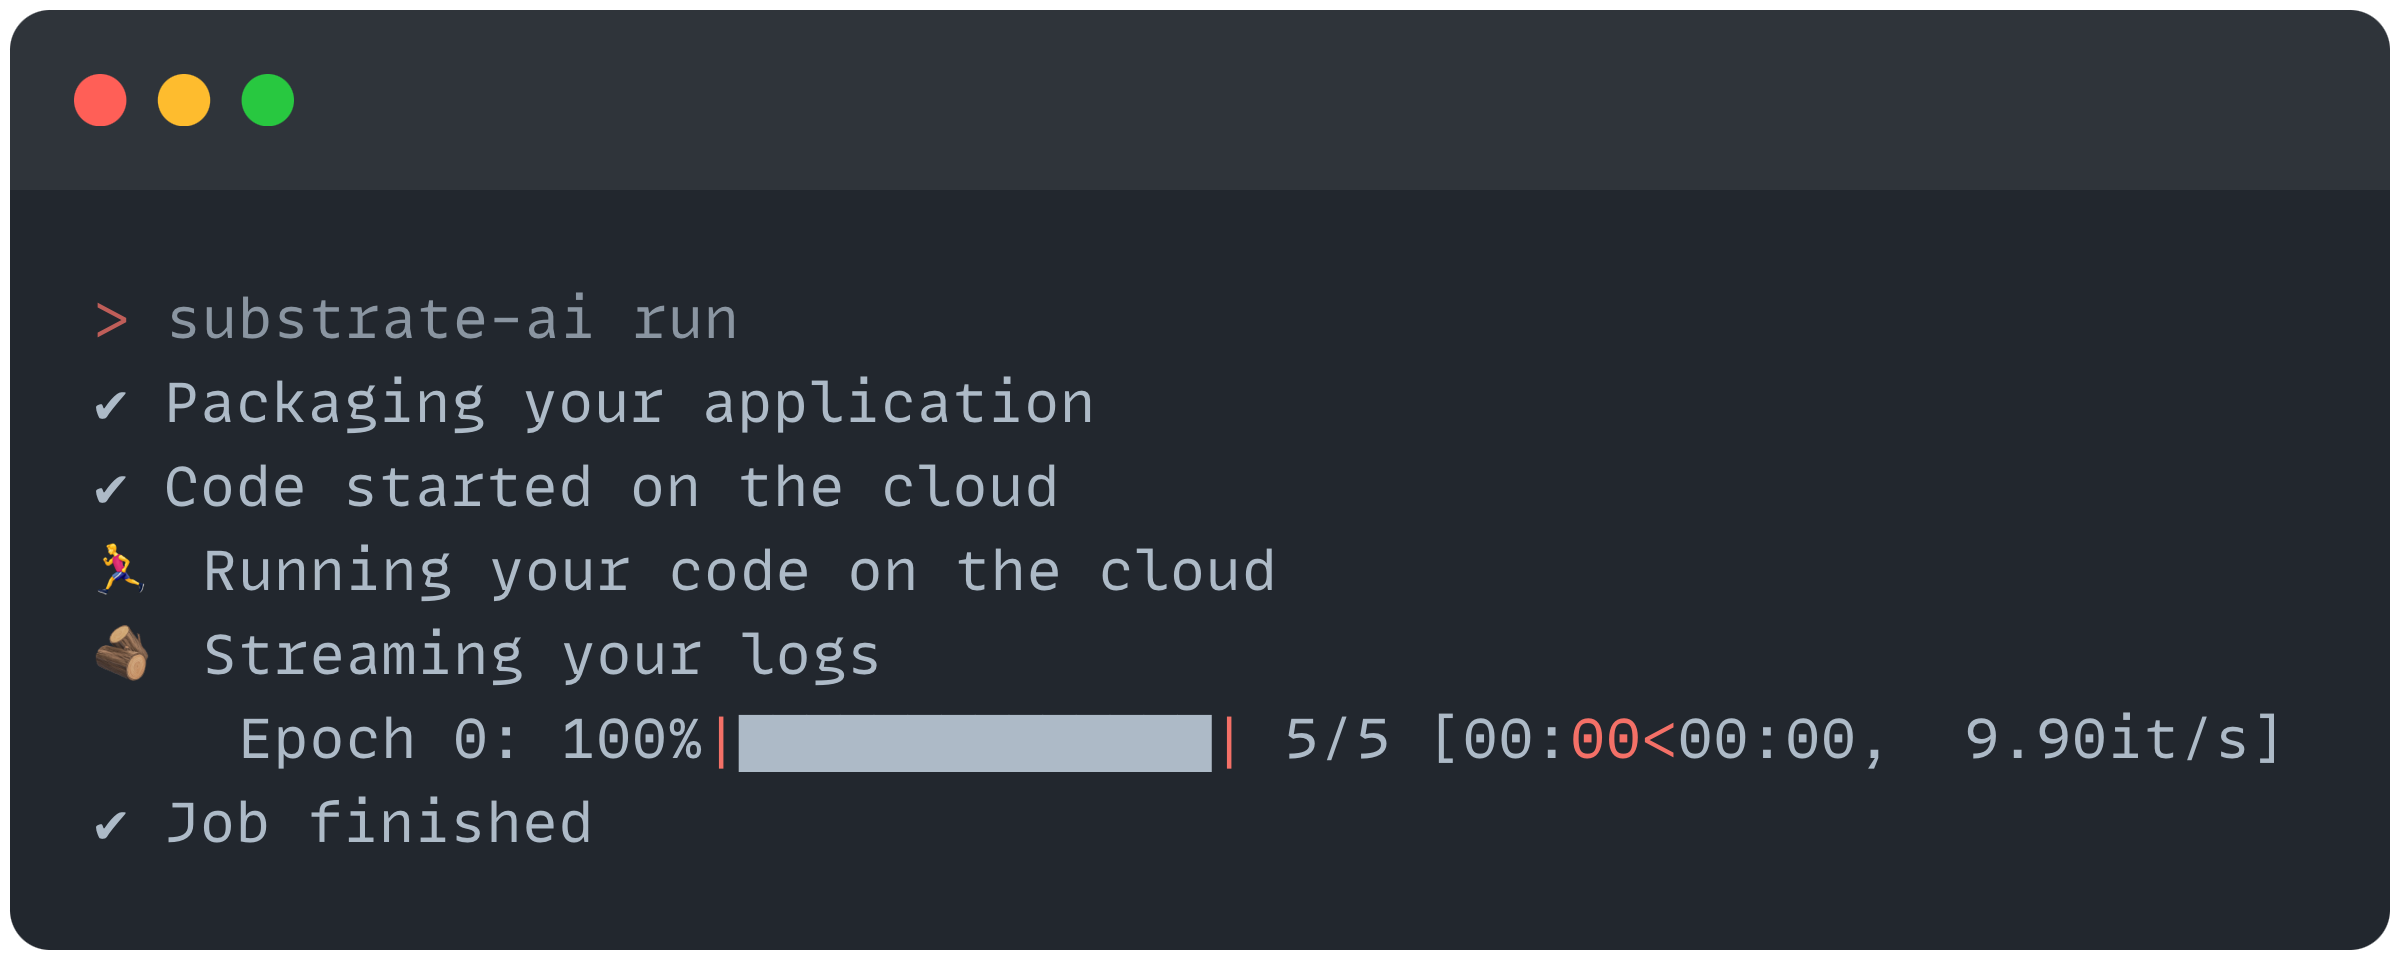 > substrate-ai run
✔ Packaging your application
✔ Code started on the cloud
🏃 Running your code on the cloud
🪵 Streaming your logs
Epoch 0: 100%|█████████████| 5/5 [00:00<00:00,  9.90it/s]
✔ Job finished